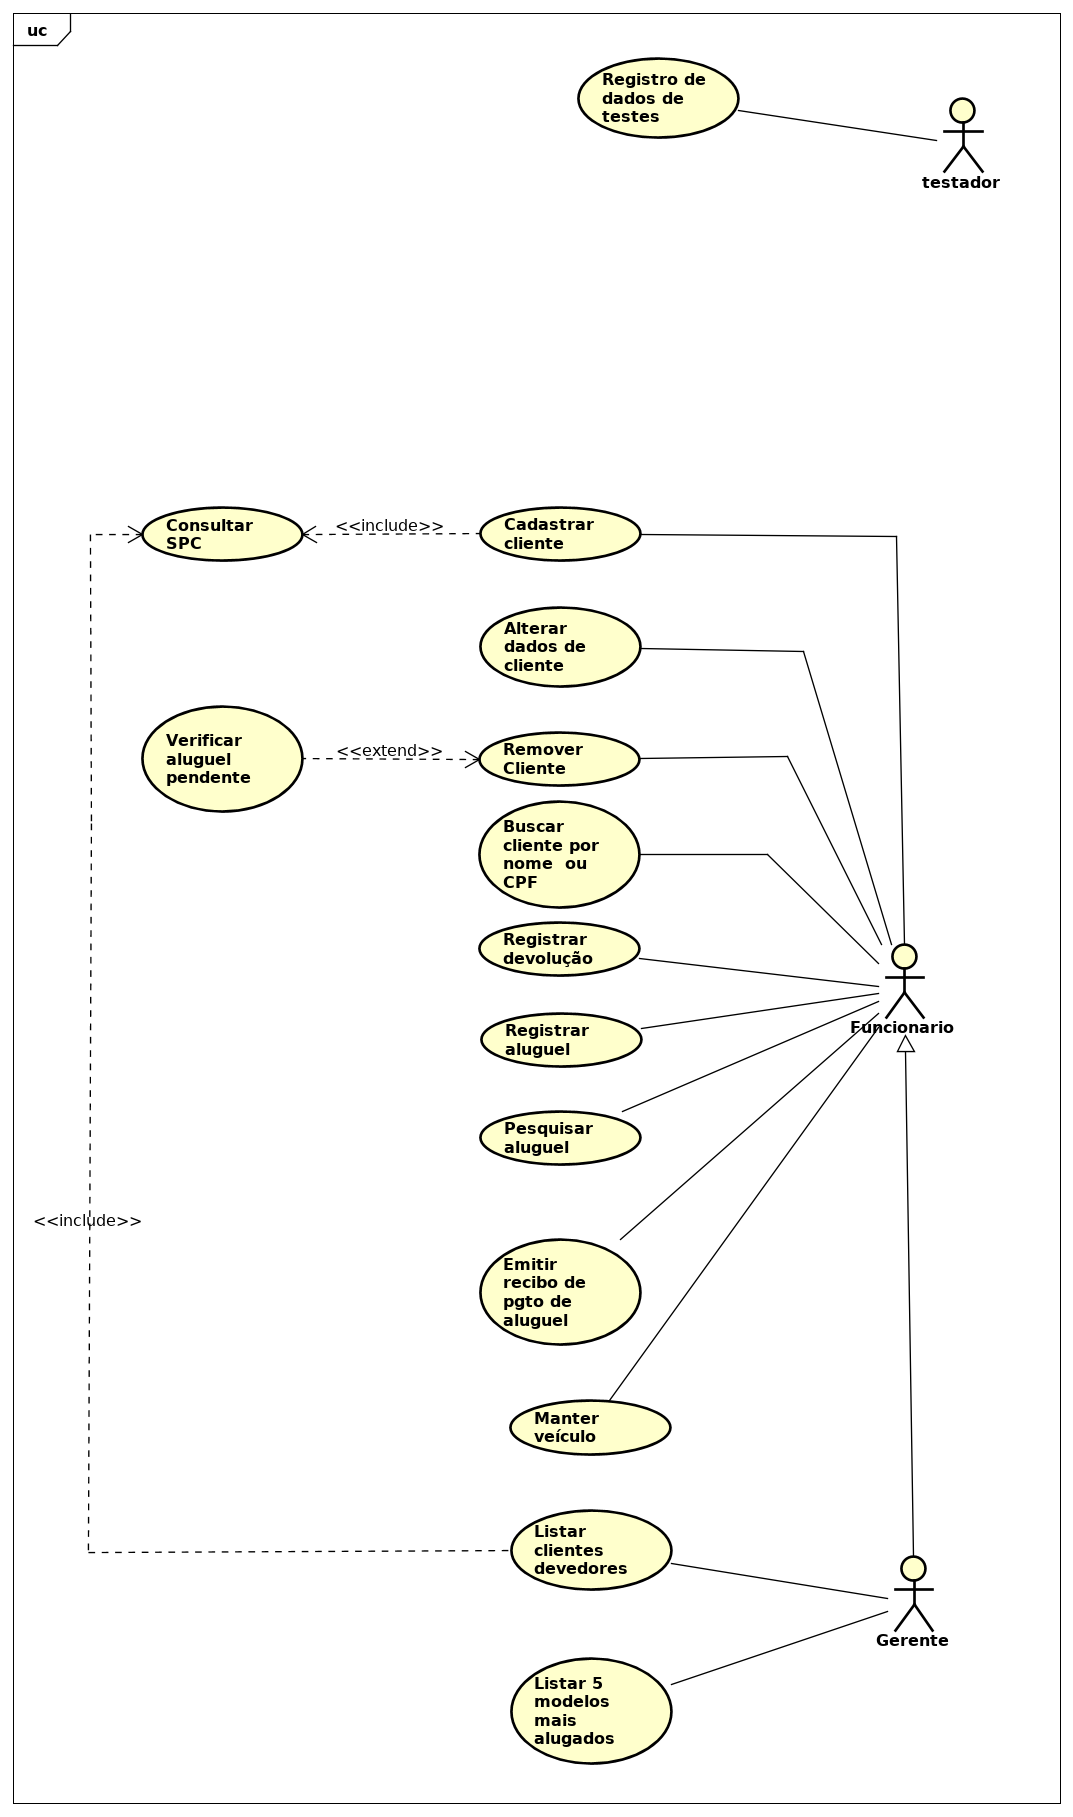 uc
Registro de
dados de
testes
testador
Consultar
SPC
<<include>>
Cadastrar
cliente
Alterar
dados de
cliente
Verificar
aluguel
pendente
<<extend>>
Remover
Cliente
Buscar
cliente por
nome  ou
CPF
Registrar
devolução
Registrar
aluguel
Funcionario
Pesquisar
aluguel
<<include>>
Emitir
recibo de
pgto de
aluguel
Manter
veículo
Listar
clientes
devedores
Gerente
Listar 5
modelos
mais
alugados